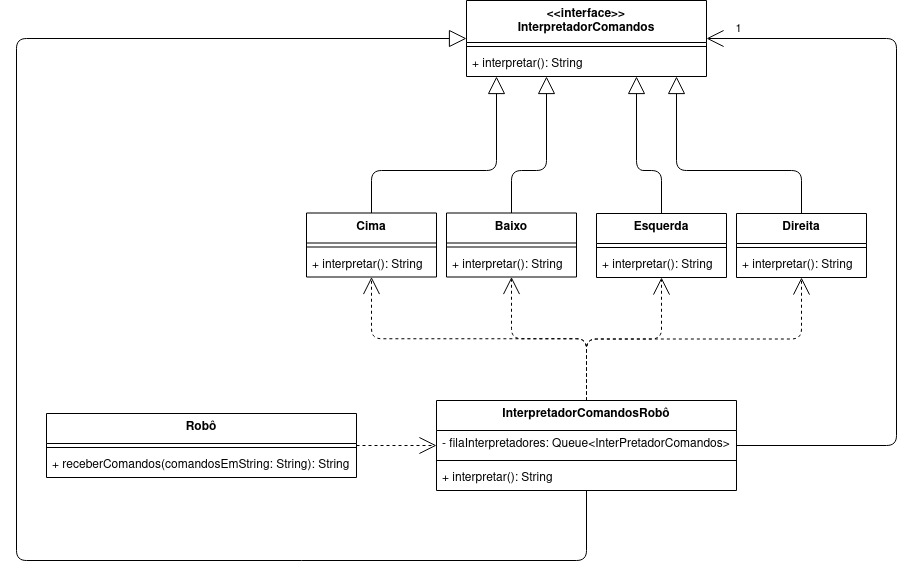 <<interface>>
InterpretadorComandos
+ interpretar(): String
1
Cima
+ interpretar(): String
Baixo
+ interpretar(): String
Esquerda
+ interpretar(): String
Direita
+ interpretar(): String
Robô
+ receberComandos(comandosEmString: String): String
InterpretadorComandosRobô
- filaInterpretadores: Queue<InterPretadorComandos>
+ interpretar(): String